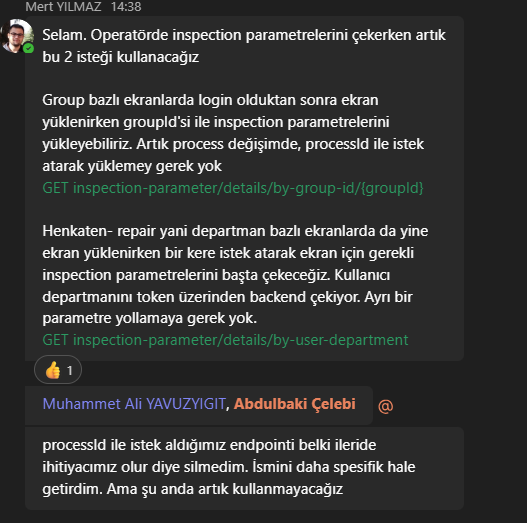 Mert YILMAZ 14:38
Selam. Operatörde inspection parametrelerini çekerken artık
bu 2 isteği kullanacağız
Group bazlı ekranlarda login olduktan sonra ekran
yüklenirken groupId'si ile inspection parametrelerini
yükleyebiliriz. Artık process değişimde, processId ile istek
atarak yüklemey gerek yok
GET inspection-parameter/details/by-group-id/{groupId}
Henkaten- repair yani departman bazlı ekranlarda da yine
ekran yüklenirken bir kere istek atarak ekran için gerekli
inspection parametrelerini başta çekeceğiz. Kullanıcı
departmanını token üzerinden backend çekiyor. Ayrı bir
parametre yollamaya gerek yok.
GET inspection-parameter/details/by-user-department
1
Muhammet Ali YAVUZYIGIT, Abdulbaki Çelebi @
processId ile istek aldığımız endpointi belki ileride
ihitiyacımız olur diye silmedim. İsmini daha spesifik hale
getirdim. Ama şu anda artık kullanmayacağız